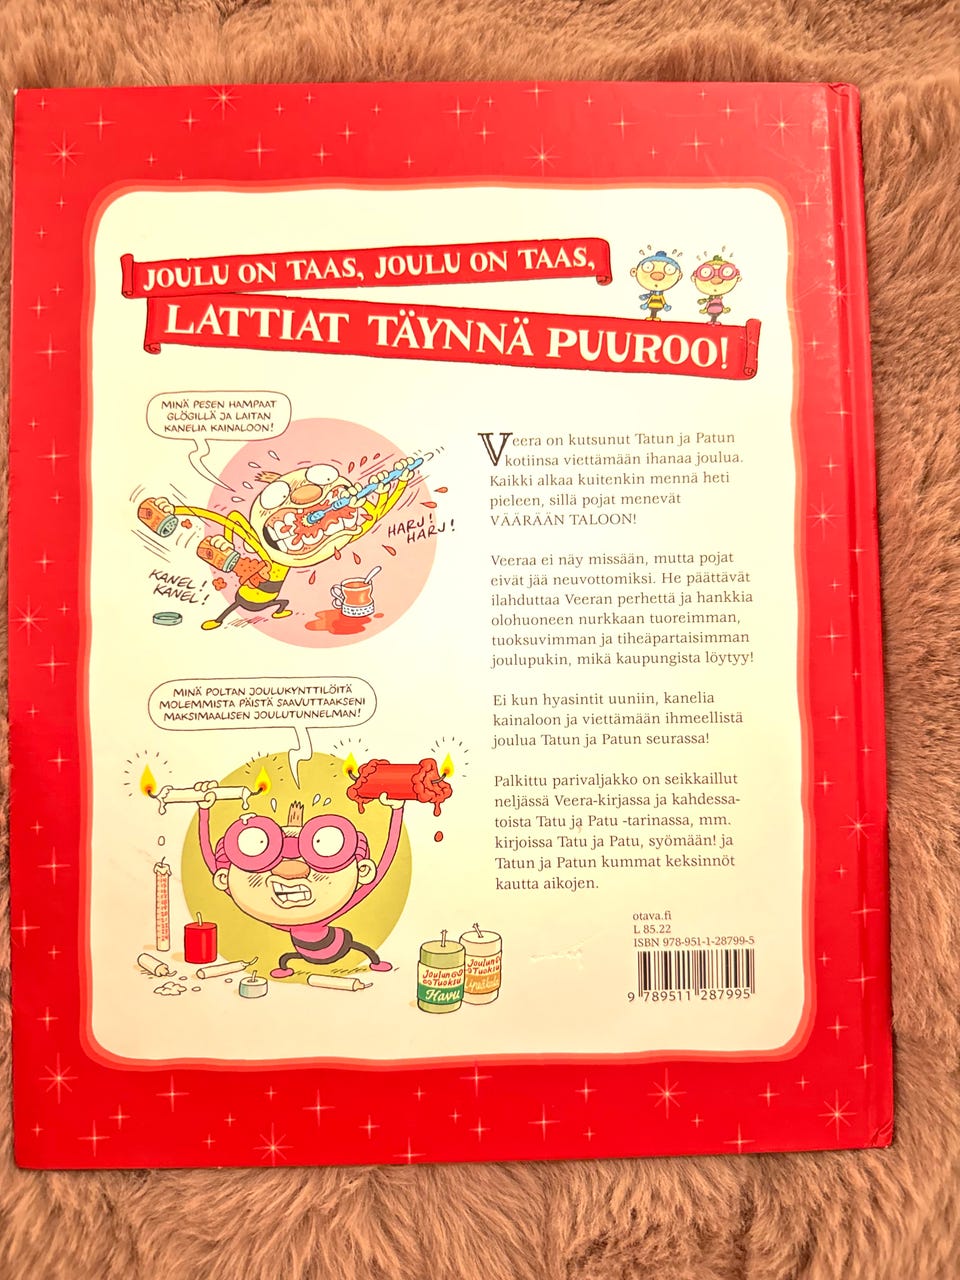 JOULU ON TAAS, JOULU ON TAAS,
LATTIAT TÄYNNÄ PUUROO!
MINÄ PESEN HAMPAAT
GLÖGILLÄ JA LAITAN
KANELIA KAINALOON!
HARJ!
HARJ!
KANEL!
KANEL!
MINÄ POLTAN JOULUKYNTTILÖITÄ
MOLEMMISTA PÄISTÄ SAAVUTTAAKSENI
MAKSIMAALISEN JOULUTUNNELMAN!
Joulun
Tuoksu
Havu
Joulun
Tuoksu
Veera on kutsunut Tatun ja Patun
kotiinsa viettämään ihanaa joulua.
Kaikki alkaa kuitenkin mennä heti
pieleen, sillä pojat menevät
VÄÄRÄÄN TALOON!
Veeraa ei näy missään, mutta pojat
eivät jää neuvottomiksi. He päättävät
ilahduttaa Veeran perhettä ja hankkia
olohuoneen nurkkaan tuoreimman,
tuoksuvimman ja tiheäpartaisimman
joulupukin, mikä kaupungista löytyy!
Ei kun hyasintit uuniin, kanelia
kainaloon ja viettämään ihmeellistä
joulua Tatun ja Patun seurassa!
Palkittu parivaljakko on seikkaillut
neljässä Veera-kirjassa ja kahdessa-
toista Tatu ja Patu -tarinassa, mm.
kirjoissa Tatu ja Patu, syömään! ja
Tatun ja Patun kummat keksinnöt
kautta aikojen.
otava.fi
L 85.22
ISBN 978-951-1-28799-5
9 789511 287995